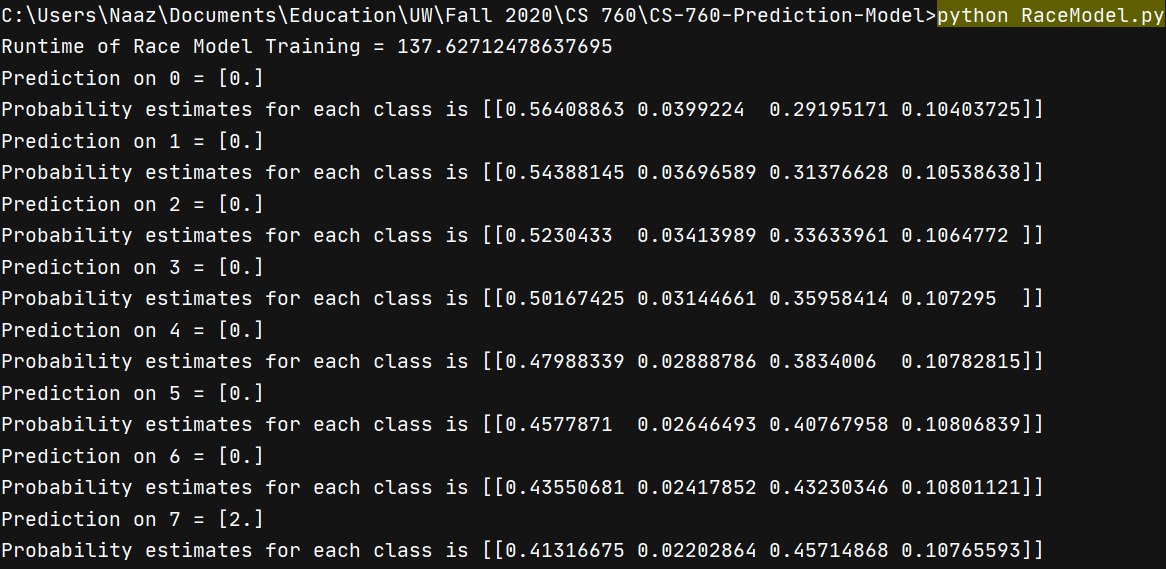 C:\Users\Naaz\Documents\Education\UW\Fall 2020\CS 760\CS-760-Prediction-Model>python RaceModel.py
Runtime of Race Model Training = 137.62712478637695
Prediction on 0 = [0.]
Probability estimates for each class is [[0.56408863 0.0399224  0.29195171 0.10403725]]
Prediction on 1 = [0.]
Probability estimates for each class is [[0.54388145 0.03696589 0.31376628 0.10538638]]
Prediction on 2 = [0.]
Probability estimates for each class is [[0.5230433  0.03413989 0.33633961 0.1064772 ]]
Prediction on 3 = [0.]
Probability estimates for each class is [[0.50167425 0.03144661 0.35958414 0.107295  ]]
Prediction on 4 = [0.]
Probability estimates for each class is [[0.47988339 0.02888786 0.3834006  0.10782815]]
Prediction on 5 = [0.]
Probability estimates for each class is [[0.4577871  0.02646493 0.40767958 0.10806839]]
Prediction on 6 = [0.]
Probability estimates for each class is [[0.43550681 0.02417852 0.43230346 0.10801121]]
Prediction on 7 = [2.]
Probability estimates for each class is [[0.41316675 0.02202864 0.45714868 0.10765593]]